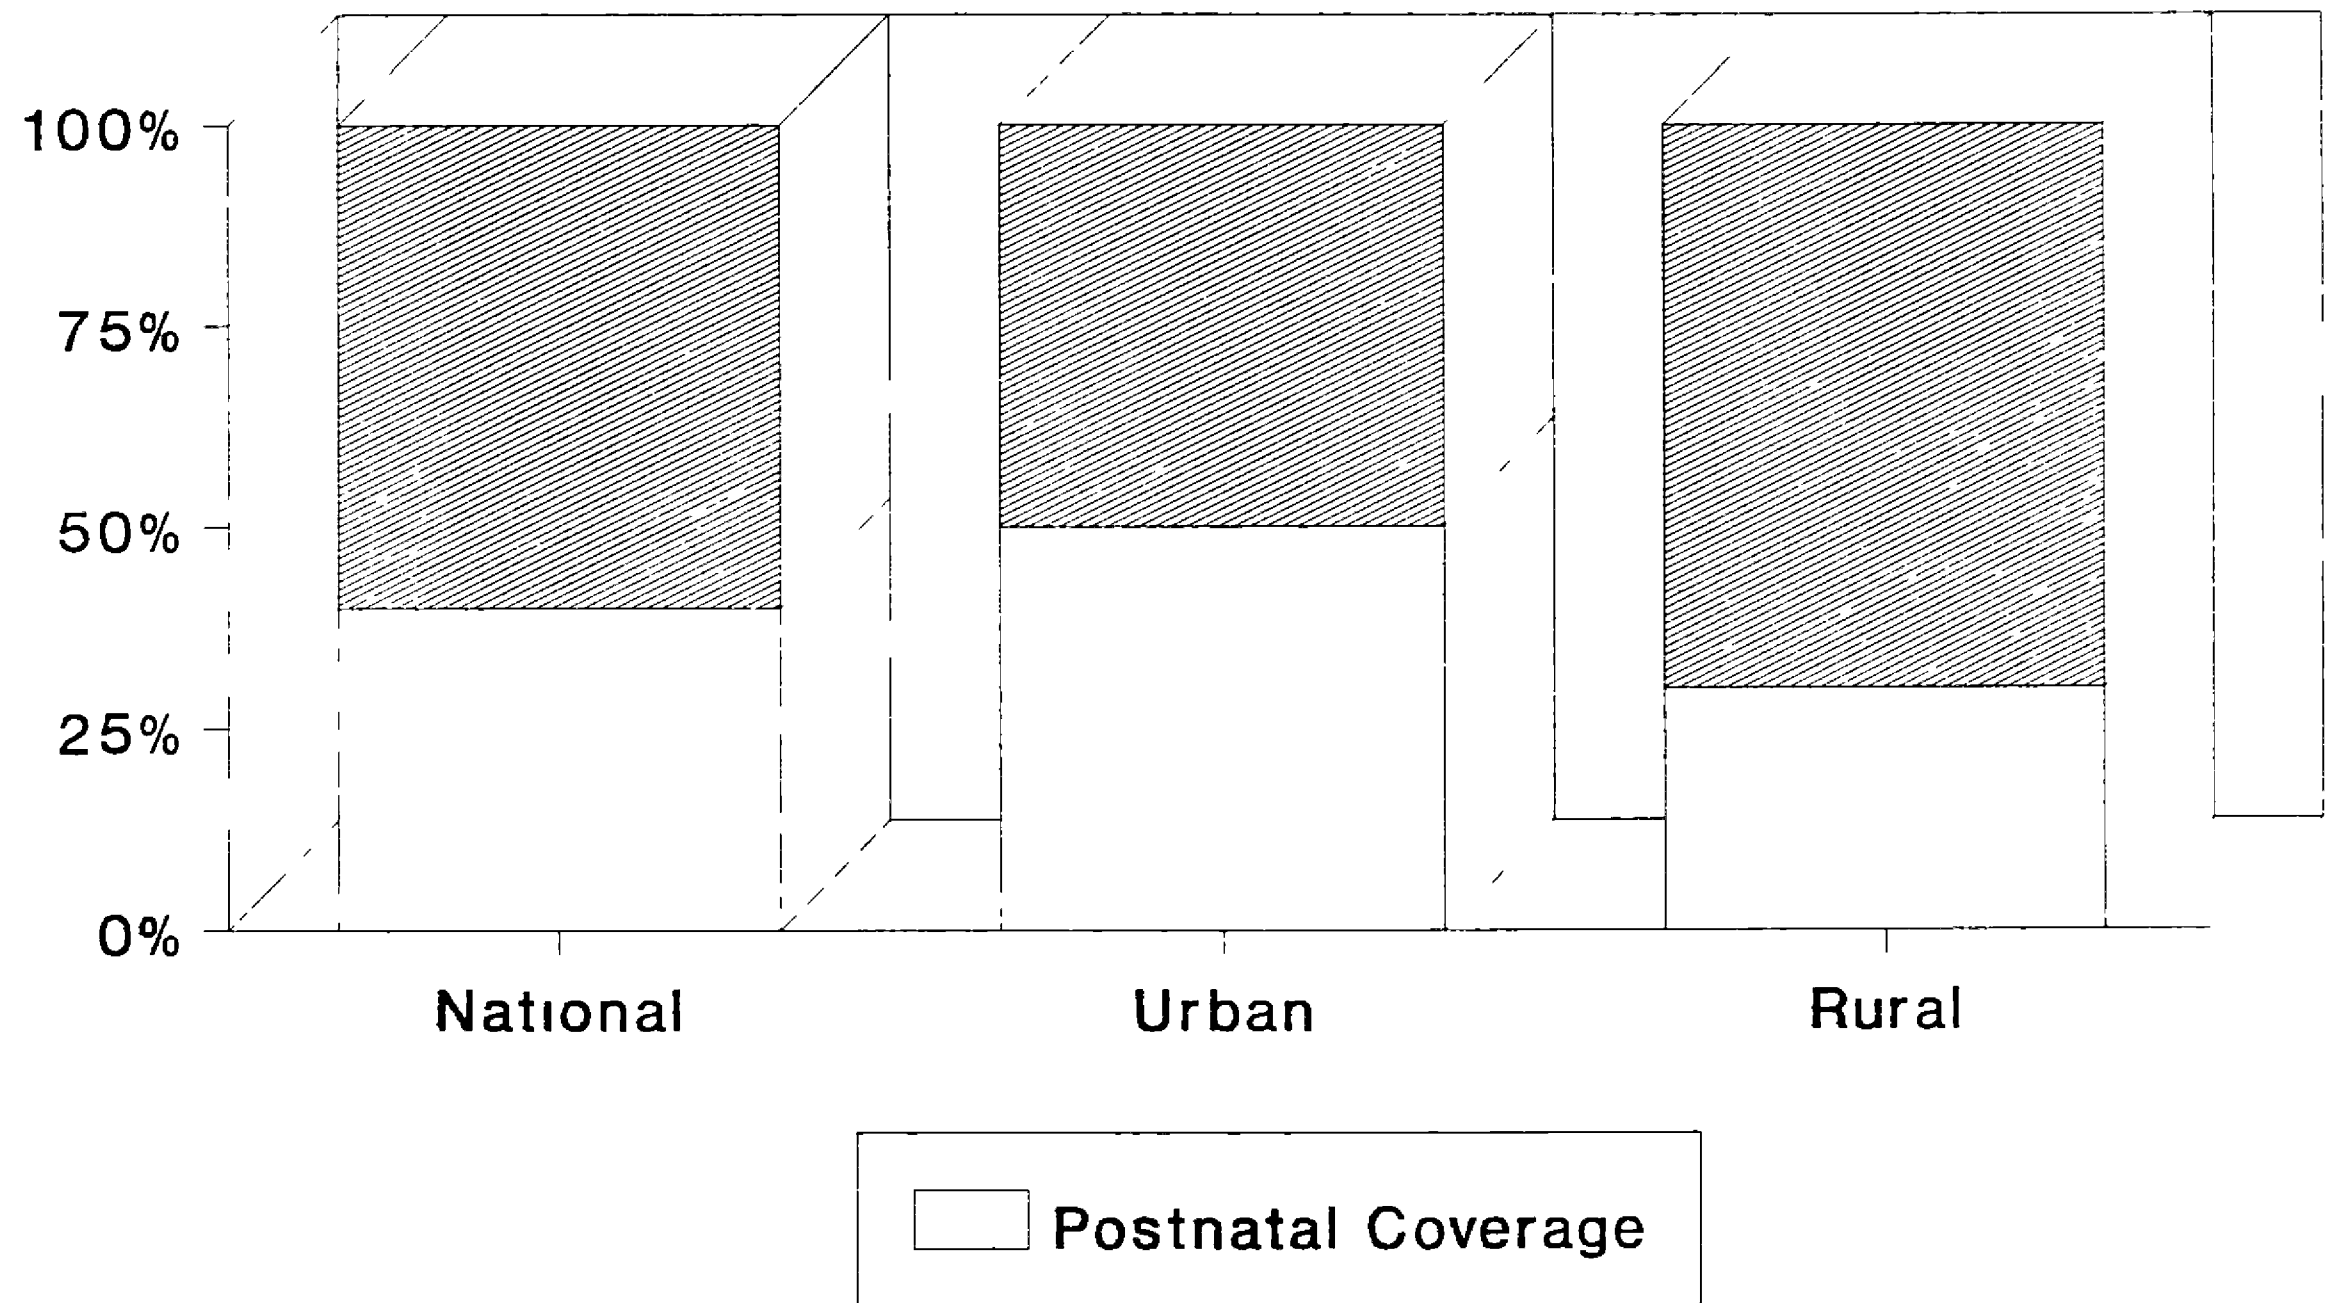 100%
75%
50%
25%
0%
National
Urban
Rural
Postnatal Coverage